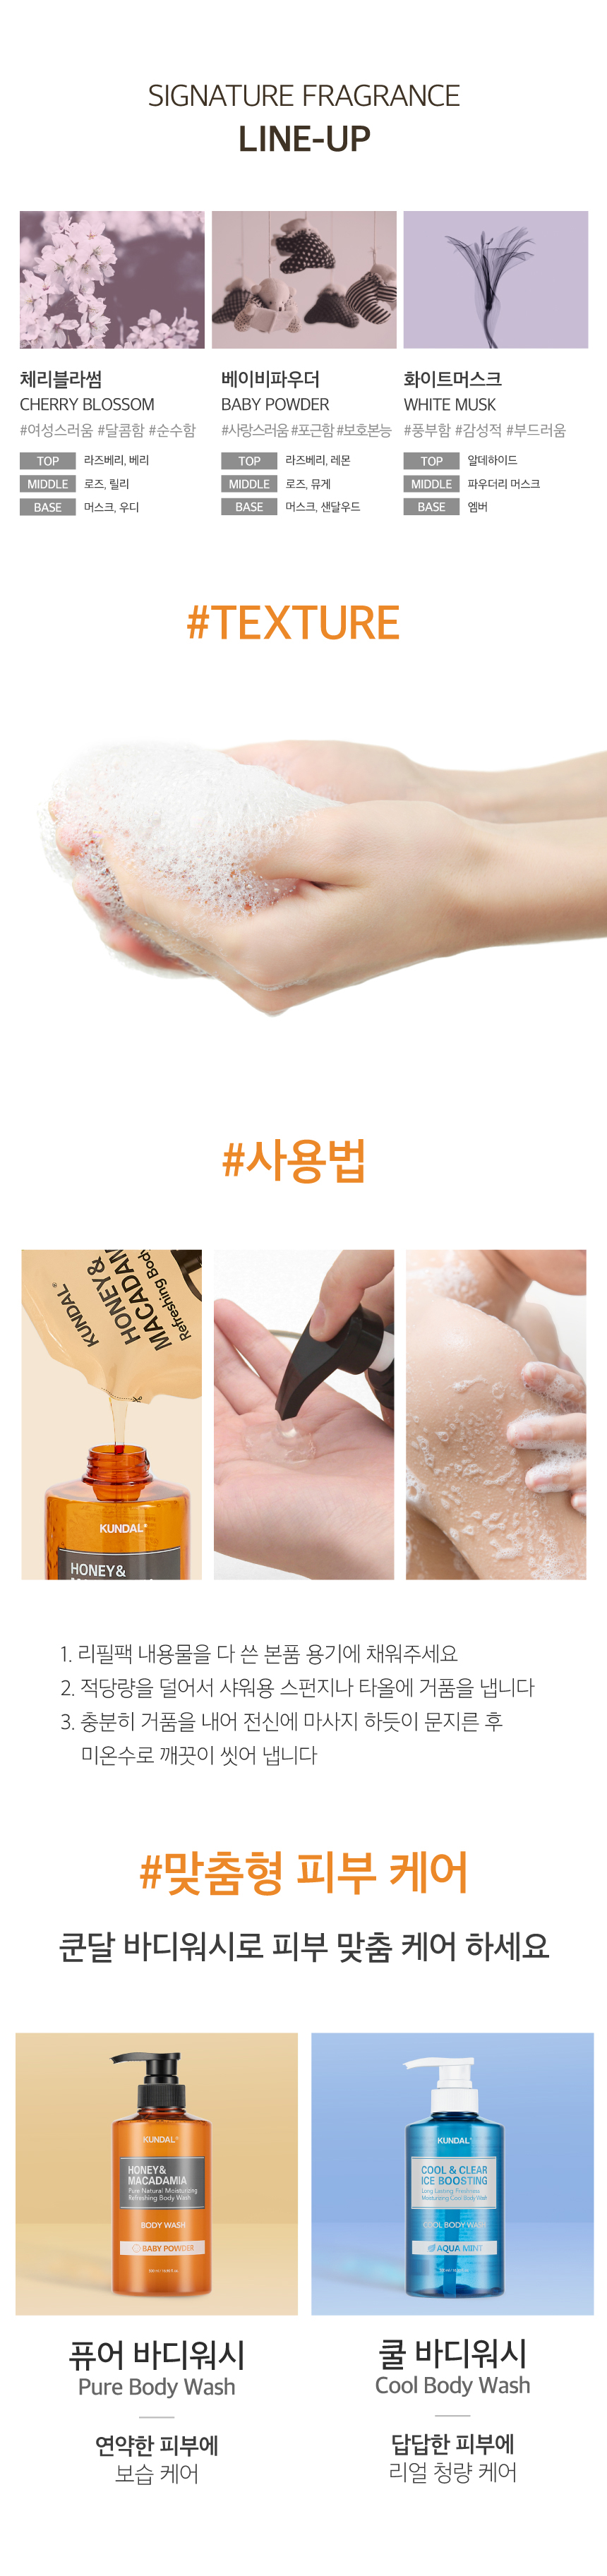 SIGNATURE FRAGRANCE
LINE-UP
체리블라썸
CHERRY BLOSSOM
#여성스러움 #달콤함 #순수함
TOP 라즈베리, 베리
MIDDLE 로즈, 릴리
BASE 머스크, 우디
베이비파우더
BABY POWDER
#사랑스러움 #포근함 #보호본능
TOP 라즈베리, 레몬
MIDDLE 로즈, 뮤게
BASE 머스크, 샌달우드
화이트머스크
WHITE MUSK
#풍부함 #감성적 #부드러움
TOP 알데하이드
MIDDLE 파우더리 머스크
BASE 엠버
#TEXTURE
#사용법
KUNDAL®
HONEY &
MACADAM
Refreshing Body
KUNDAL®
HONEY&
1. 리필팩 내용물을 다 쓴 본품 용기에 채워주세요
2. 적당량을 덜어서 샤워용 스펀지나 타올에 거품을 냅니다
3. 충분히 거품을 내어 전신에 마사지 하듯이 문지른 후
미온수로 깨끗이 씻어 냅니다
#맞춤형 피부 케어
쿤달 바디워시로 피부 맞춤 케어 하세요
KUNDAL®
HONEY&
MACADAMIA
Pure Natural Moisturizing
Refreshing Body Wash
BODY WASH
BABY POWDER
KUNDAL®
COOL & CLEAR
ICE BOOSTING
Long Lasting Freshness
Moisturizing Cool Body Wash
COOL BODY WASH
AQUA MINT
퓨어 바디워시
Pure Body Wash
연약한 피부에
보습 케어
쿨 바디워시
Cool Body Wash
답답한 피부에
리얼 청량 케어